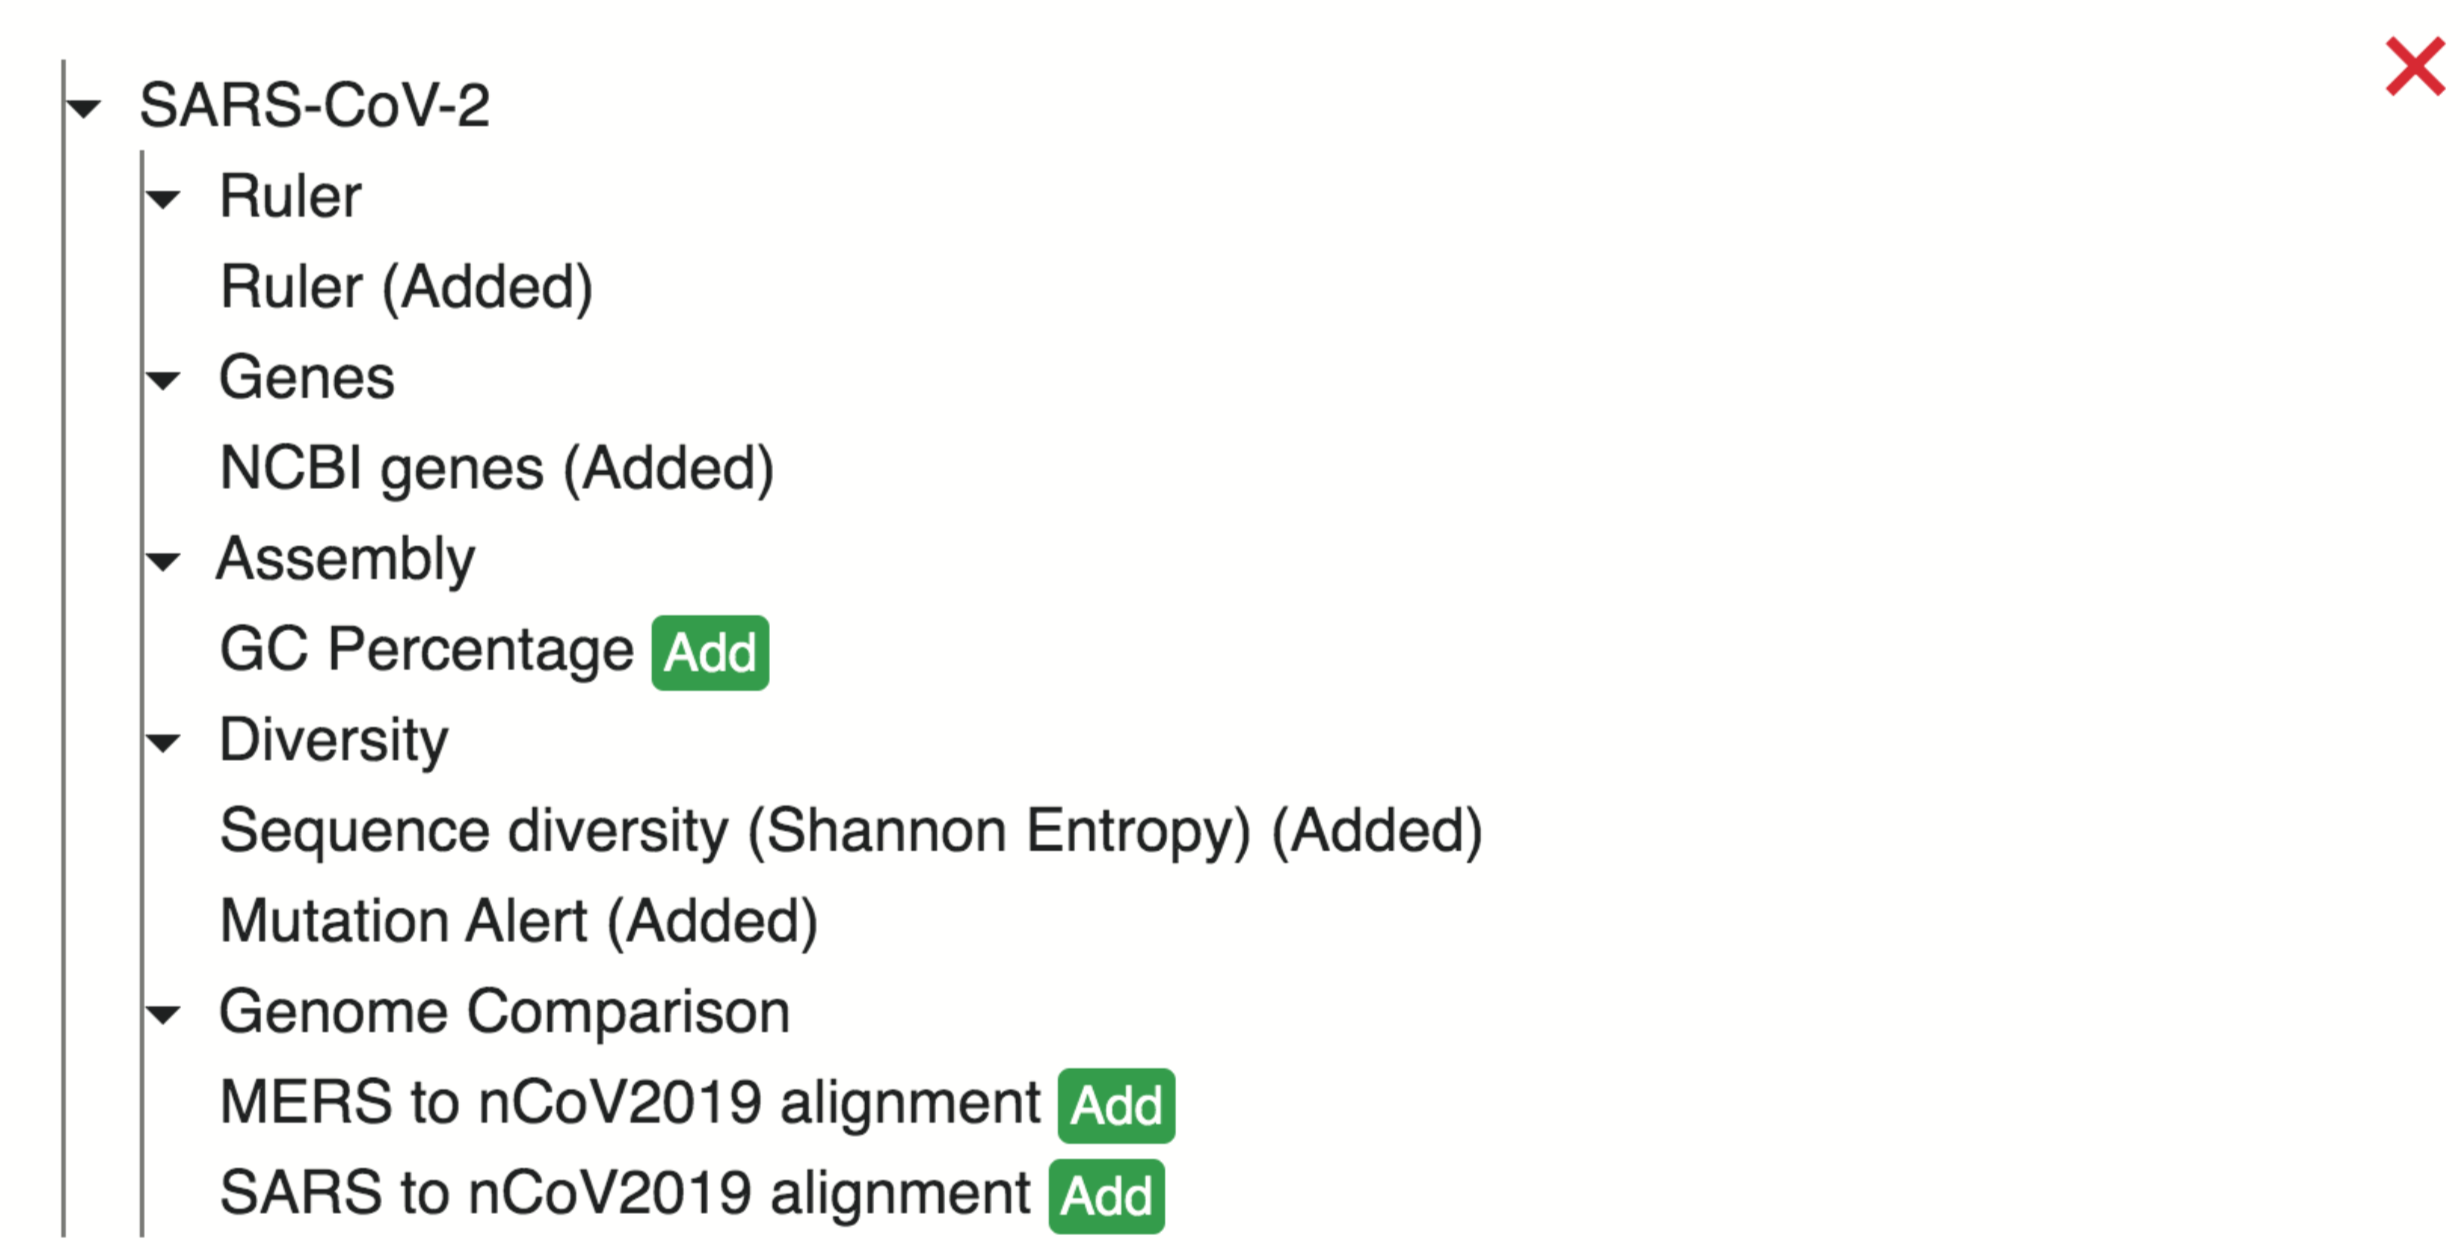 SARS-CoV-2
Ruler
Ruler (Added)
Genes
NCBI genes (Added)
Assembly
GC Percentage Add
Diversity
Sequence diversity (Shannon Entropy) (Added)
Mutation Alert (Added)
Genome Comparison
MERS to nCoV2019 alignment Add
SARS to nCoV2019 alignment Add